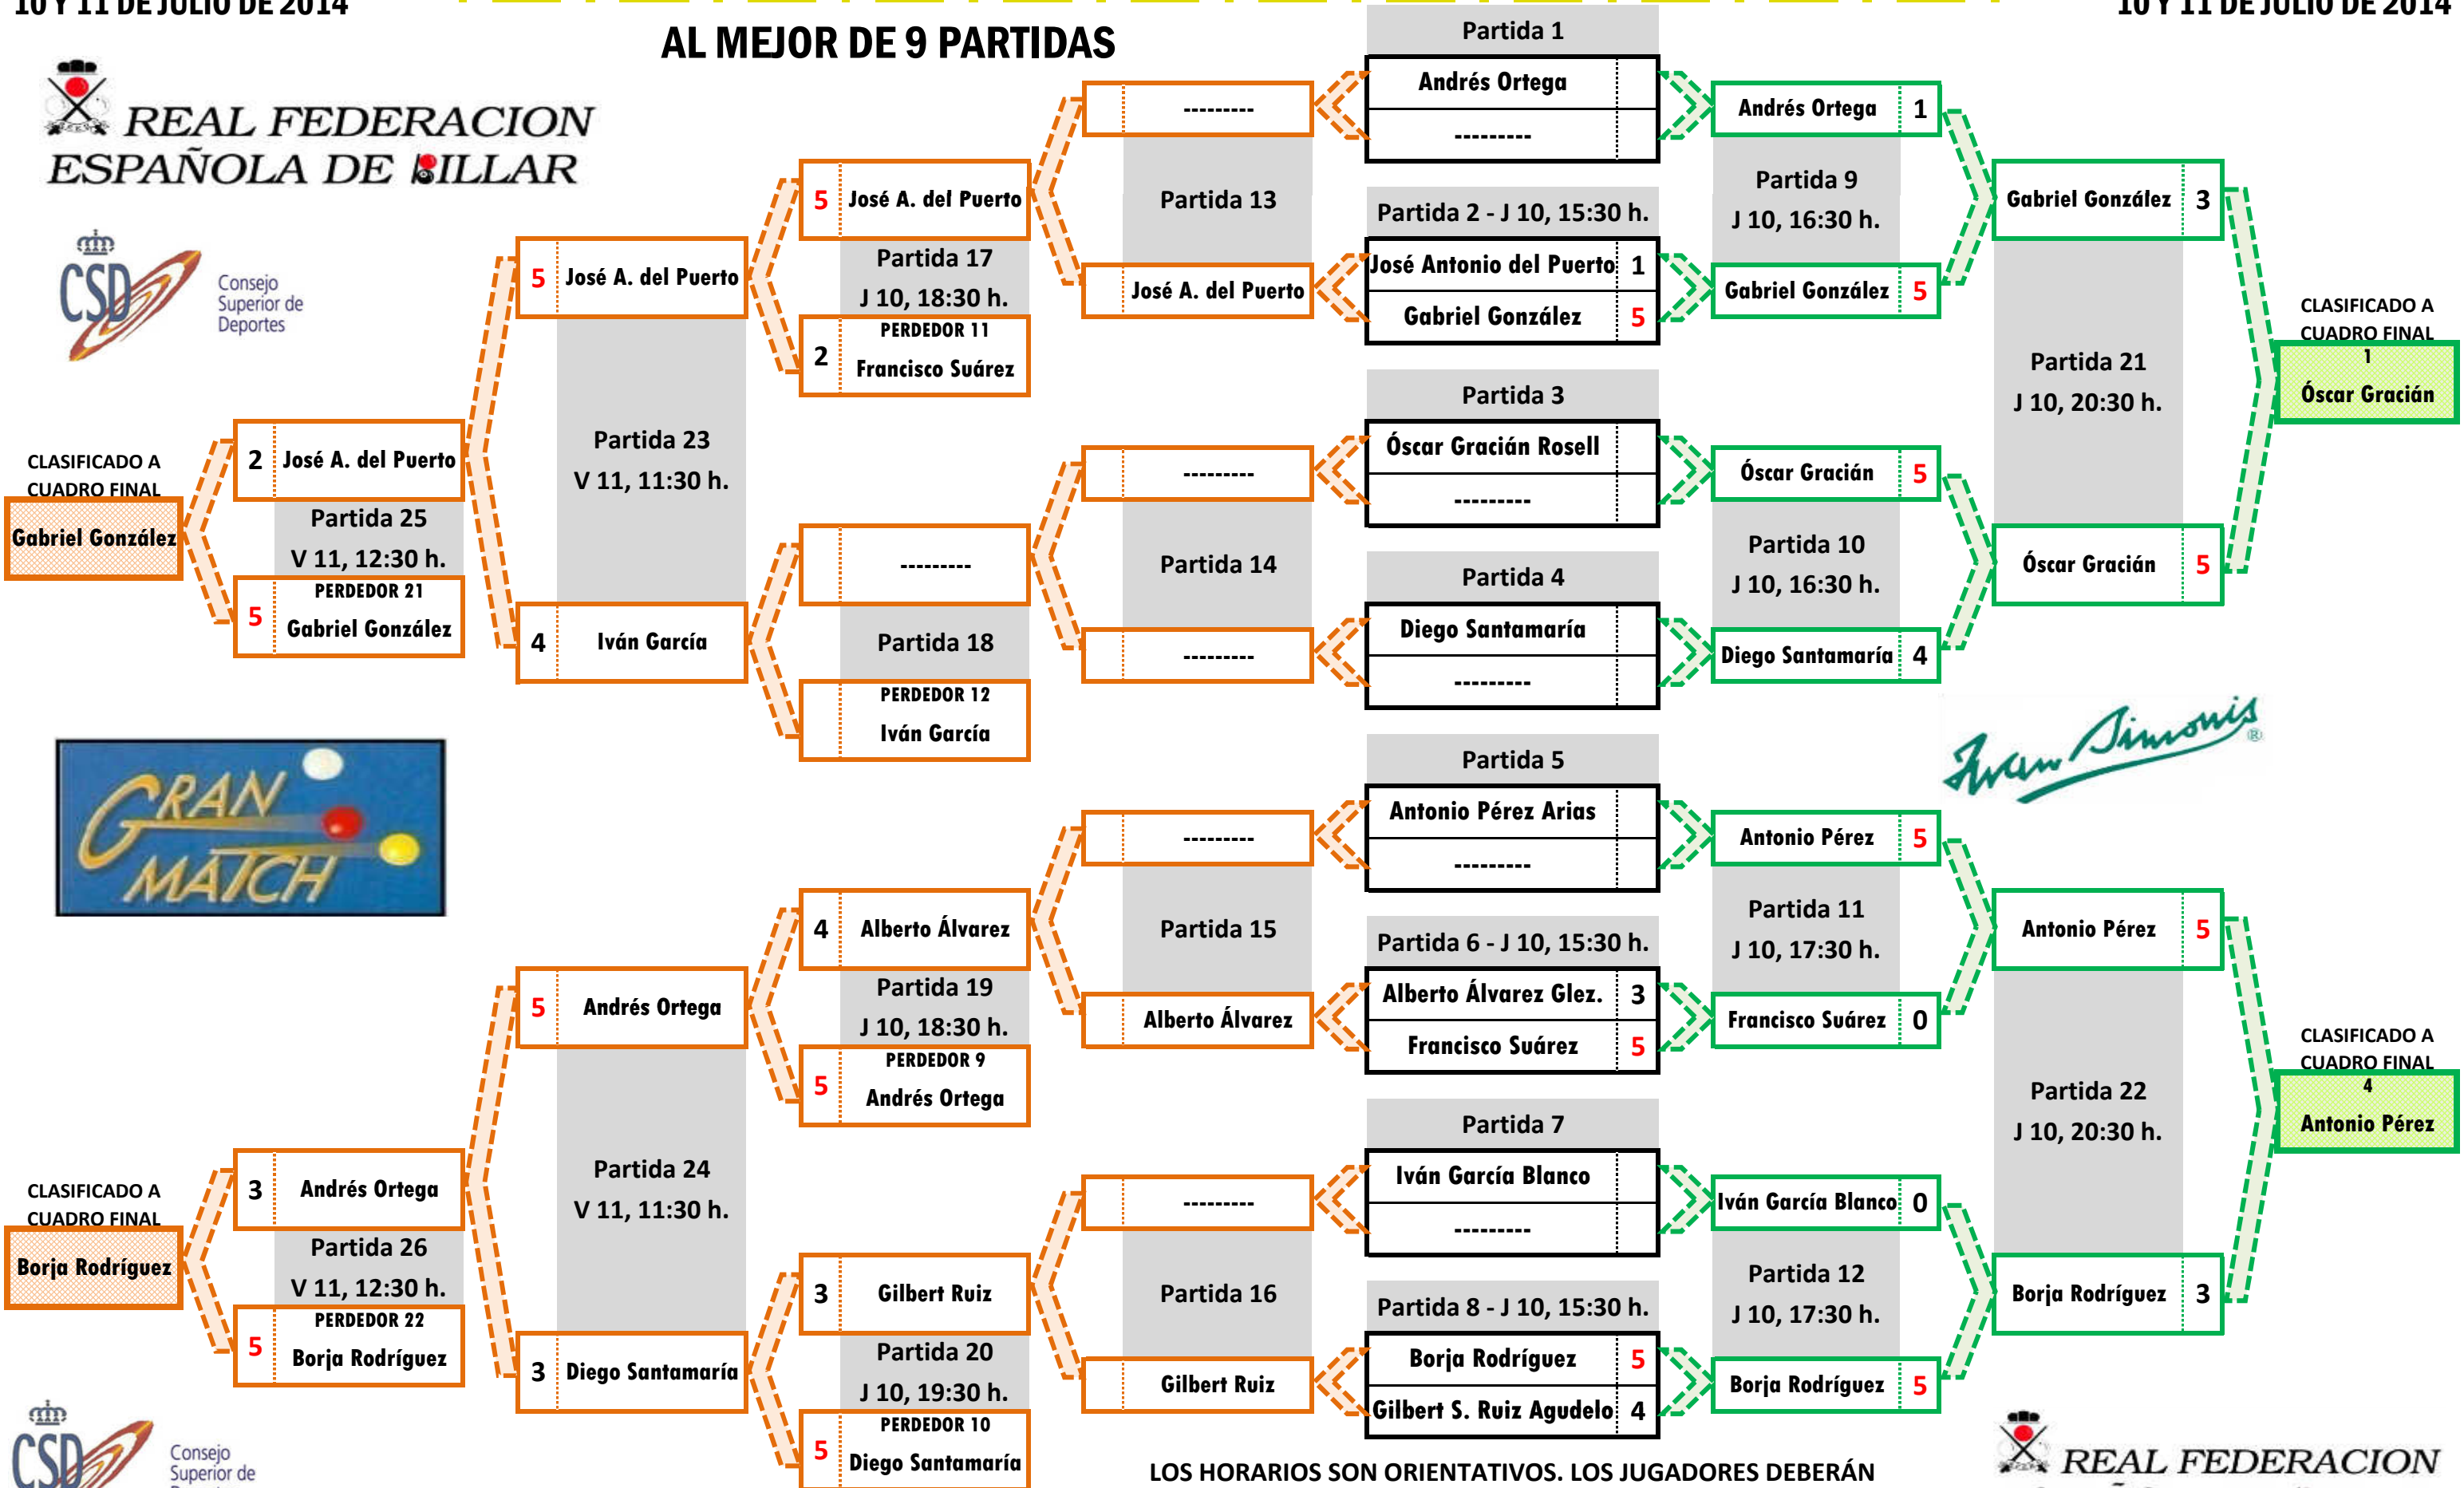 10 Y 11 DE JULIO DE 2014
10 Y 11 DE JULIO DE 2014
AL MEJOR DE 9 PARTIDAS
REAL FEDERACION
ESPAÑOLA DE BILLAR
CSD
Consejo
Superior de
Deportes
CLASIFICADO A
CUADRO FINAL
Gabriel González
2 José A. del Puerto
Partida 25
V 11, 12:30 h.
PERDEDOR 21
5 Gabriel González
GRAN
MATCH
CLASIFICADO A
CUADRO FINAL
Borja Rodríguez
3 Andrés Ortega
Partida 26
V 11, 12:30 h.
PERDEDOR 22
5 Borja Rodríguez
CSD
Consejo
Superior de
5 José A. del Puerto
Partida 23
V 11, 11:30 h.
4 Iván García
5 Andrés Ortega
Partida 24
V 11, 11:30 h.
3 Diego Santamaría
5 José A. del Puerto
Partida 17
J 10, 18:30 h.
PERDEDOR 11
2 Francisco Suárez
---------
Partida 18
PERDEDOR 12
Iván García
4 Alberto Álvarez
Partida 19
J 10, 18:30 h.
PERDEDOR 9
5 Andrés Ortega
3 Gilbert Ruiz
Partida 20
J 10, 19:30 h.
PERDEDOR 10
5 Diego Santamaría
---------
Partida 13
José A. del Puerto
---------
Partida 14
---------
---------
Partida 15
Alberto Álvarez
---------
Partida 16
Gilbert Ruiz
Partida 1
Andrés Ortega
---------
Partida 2 - J 10, 15:30 h.
José Antonio del Puerto 1
Gabriel González 5
Partida 3
Óscar Gracián Rosell
---------
Partida 4
Diego Santamaría
---------
Partida 5
Antonio Pérez Arias
---------
Partida 6 - J 10, 15:30 h.
Alberto Álvarez Glez. 3
Francisco Suárez 5
Partida 7
Iván García Blanco
---------
Partida 8 - J 10, 15:30 h.
Borja Rodríguez 5
Gilbert S. Ruiz Agudelo 4
LOS HORARIOS SON ORIENTATIVOS. LOS JUGADORES DEBERÁN
Andrés Ortega 1
Partida 9
J 10, 16:30 h.
Gabriel González 5
Óscar Gracián 5
Partida 10
J 10, 16:30 h.
Diego Santamaría 4
Antonio Pérez 5
Partida 11
J 10, 17:30 h.
Francisco Suárez 0
Iván García Blanco 0
Partida 12
J 10, 17:30 h.
Borja Rodríguez 5
Gabriel González 3
Partida 21
J 10, 20:30 h.
Óscar Gracián 5
Iwan Simonis ®
Antonio Pérez 5
Partida 22
J 10, 20:30 h.
Borja Rodríguez 3
CLASIFICADO A
CUADRO FINAL
1
Óscar Gracián
CLASIFICADO A
CUADRO FINAL
4
Antonio Pérez
REAL FEDERACION